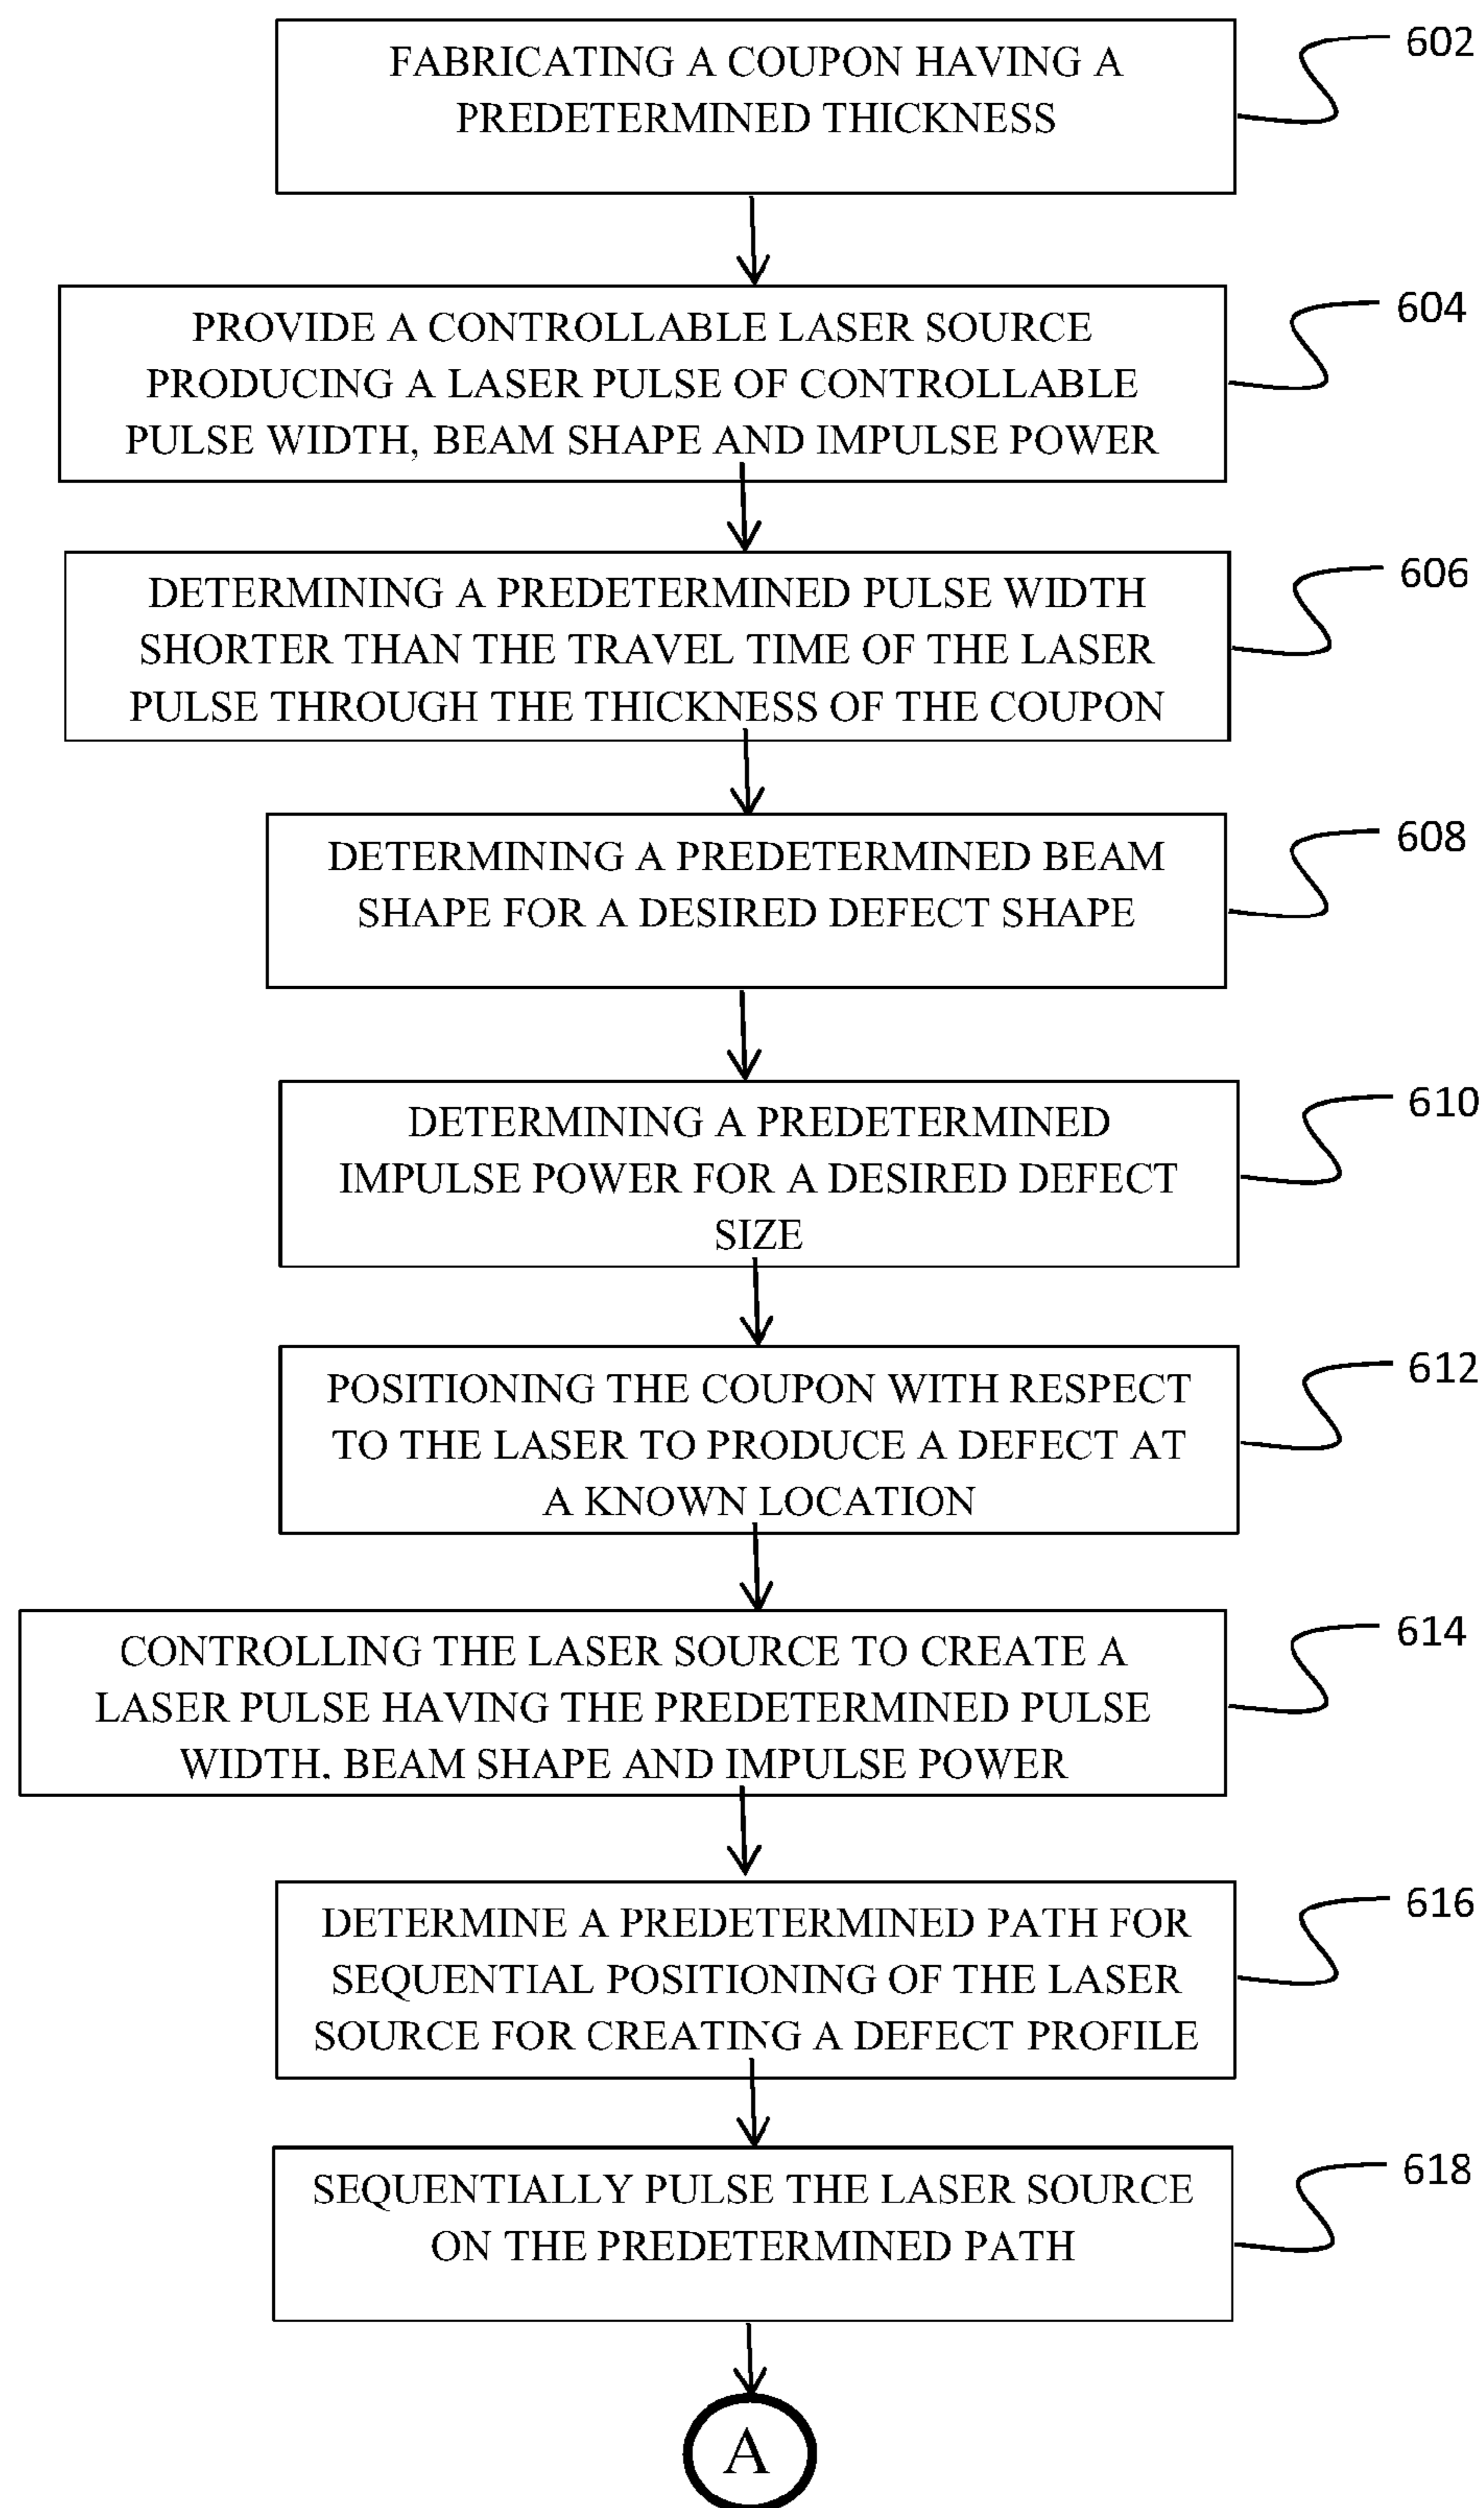 FABRICATING A COUPON HAVING A
PREDETERMINED THICKNESS
602
PROVIDE A CONTROLLABLE LASER SOURCE
PRODUCING A LASER PULSE OF CONTROLLABLE
PULSE WIDTH, BEAM SHAPE AND IMPULSE POWER
604
DETERMINING A PREDETERMINED PULSE WIDTH
SHORTER THAN THE TRAVEL TIME OF THE LASER
PULSE THROUGH THE THICKNESS OF THE COUPON
606
DETERMINING A PREDETERMINED BEAM
SHAPE FOR A DESIRED DEFECT SHAPE
608
DETERMINING A PREDETERMINED
IMPULSE POWER FOR A DESIRED DEFECT
SIZE
610
POSITIONING THE COUPON WITH RESPECT
TO THE LASER TO PRODUCE A DEFECT AT
A KNOWN LOCATION
612
CONTROLLING THE LASER SOURCE TO CREATE A
LASER PULSE HAVING THE PREDETERMINED PULSE
WIDTH, BEAM SHAPE AND IMPULSE POWER
614
DETERMINE A PREDETERMINED PATH FOR
SEQUENTIAL POSITIONING OF THE LASER
SOURCE FOR CREATING A DEFECT PROFILE
616
SEQUENTIALLY PULSE THE LASER SOURCE
ON THE PREDETERMINED PATH
618
A